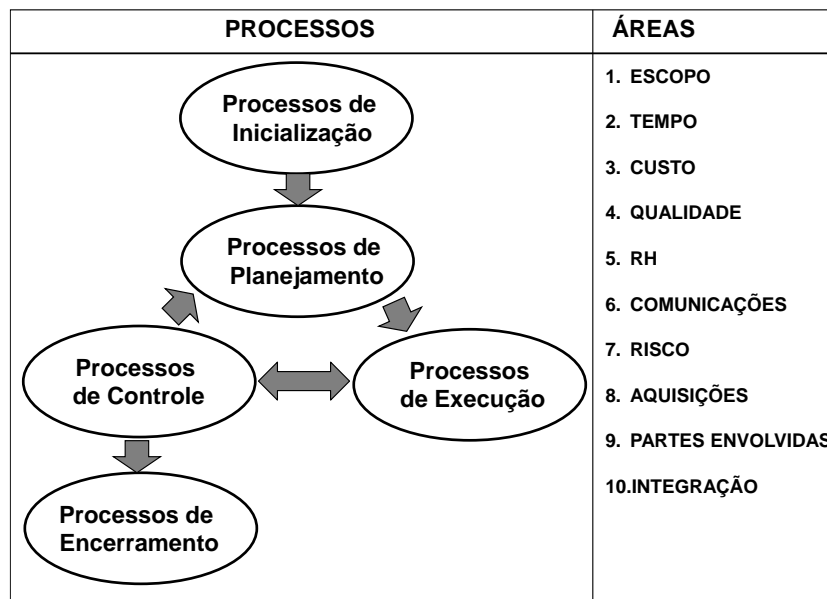 PROCESSOS
ÁREAS
Processos de
Inicialização
Processos de
Planejamento
Processos
de Controle
Processos
de Execução
Processos de
Encerramento
1. ESCOPO
2. TEMPO
3. CUSTO
4. QUALIDADE
5. RH
6. COMUNICAÇÕES
7. RISCO
8. AQUISIÇÕES
9. PARTES ENVOLVIDAS
10.INTEGRAÇÃO